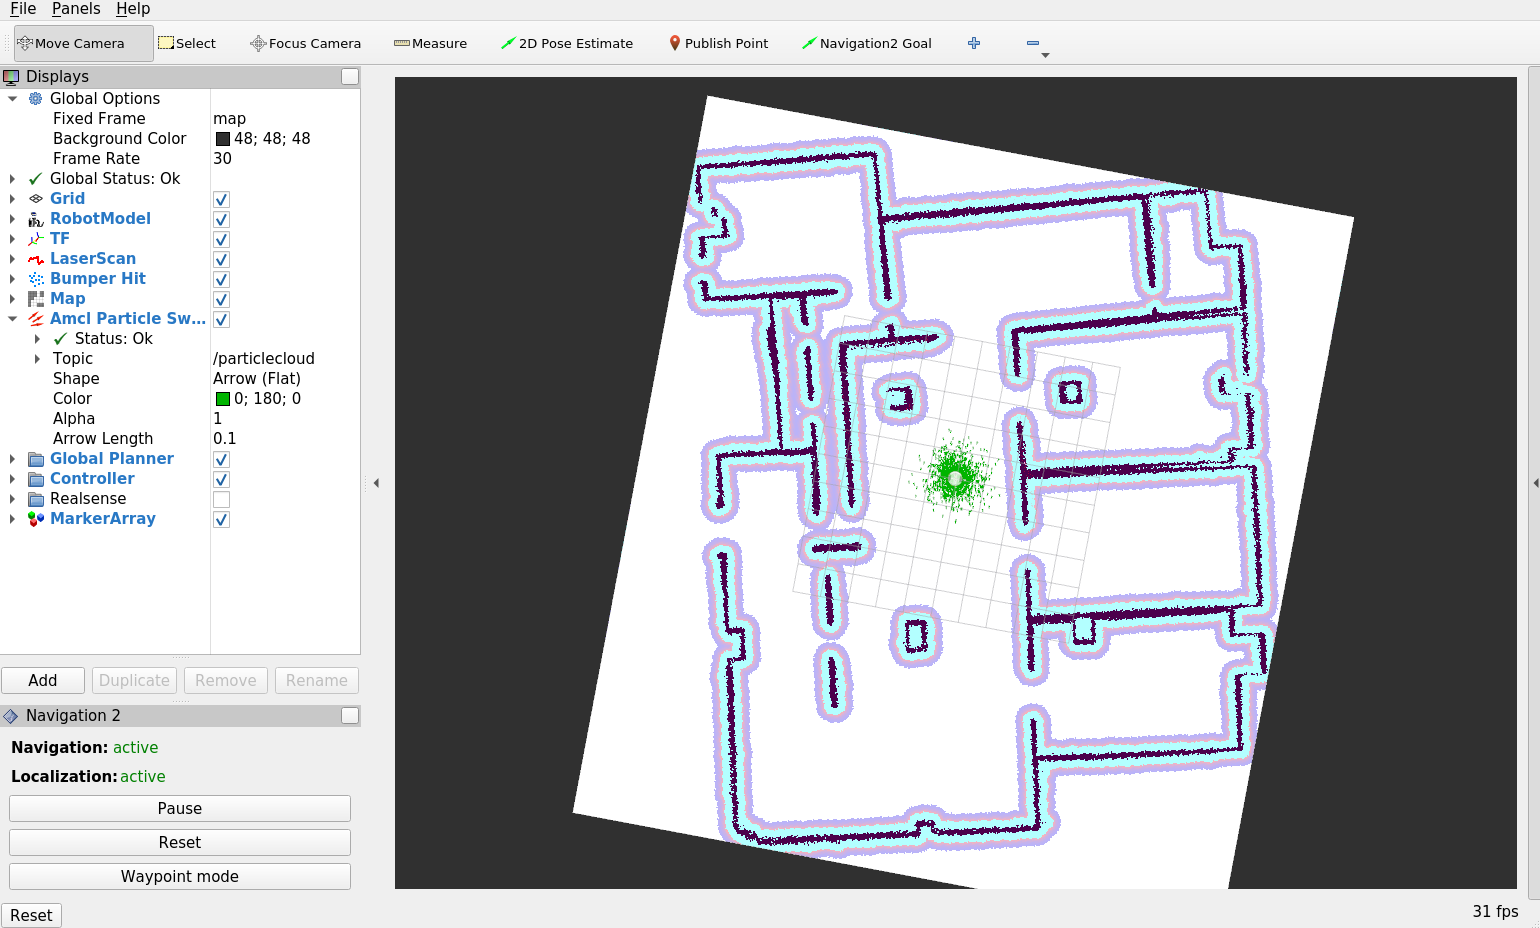 File Panels Help
Move Camera Select Focus Camera Measure 2D Pose Estimate Publish Point Navigation2 Goal
Displays
Global Options
Fixed Frame map
Background Color 48; 48; 48
Frame Rate 30
Global Status: Ok
Grid
RobotModel
TF
LaserScan
Bumper Hit
Map
Amcl Particle Sw...
Status: Ok
Topic /particlecloud
Shape Arrow (Flat)
Color 0; 180; 0
Alpha 1
Arrow Length 0.1
Global Planner
Controller
Realsense
MarkerArray
Add Duplicate Remove Rename
Navigation 2
Navigation: active
Localization: active
Pause
Reset
Waypoint mode
Reset 31 fps